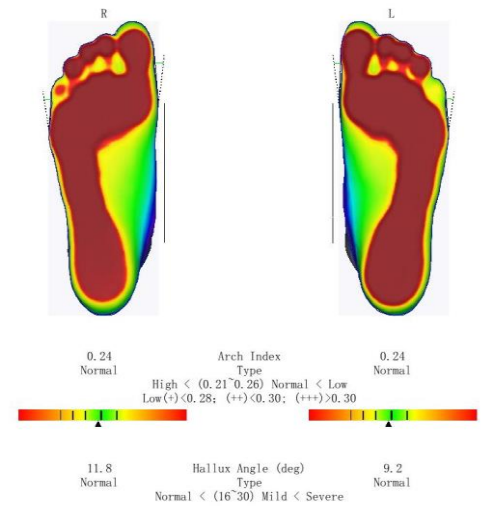 R L
0.24 Arch Index 0.24
Normal Type Normal
High < (0.21~0.26) Normal < Low
Low(+)<0.28; (++)<0.30; (+++)>0.30
11.8 Hallux Angle (deg) 9.2
Normal Type Normal
Normal < (16~30) Mild < Severe